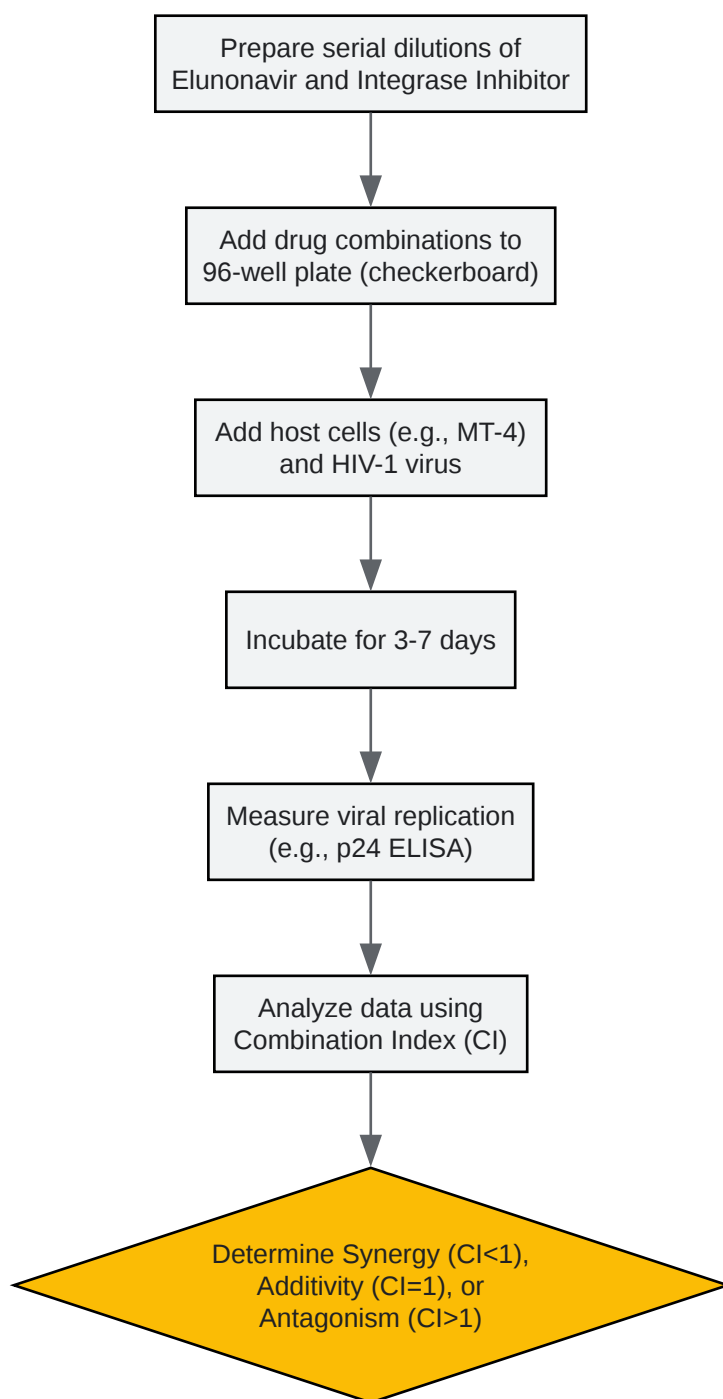 Prepare serial dilutions of
Elunonavir and Integrase Inhibitor
Add drug combinations to
96-well plate (checkerboard)
Add host cells (e.g., MT-4)
and HIV-1 virus
Incubate for 3-7 days
Measure viral replication
(e.g., p24 ELISA)
Analyze data using
Combination Index (CI)
Determine Synergy (CI<1),
Additivity (CI=1), or
Antagonism (CI>1)